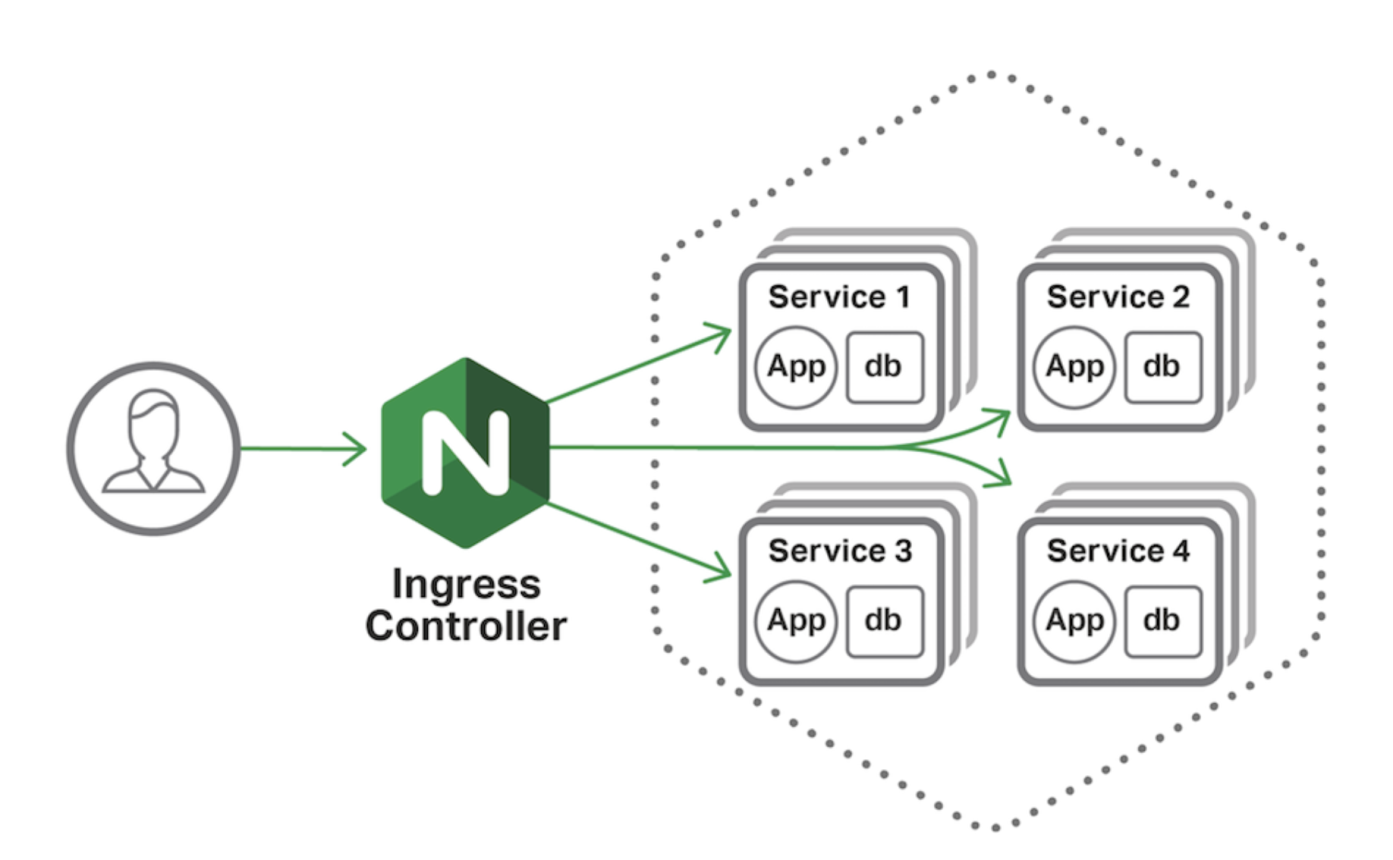 N
Ingress
Controller
Service 1
App db
Service 2
App db
Service 3
App db
Service 4
App db